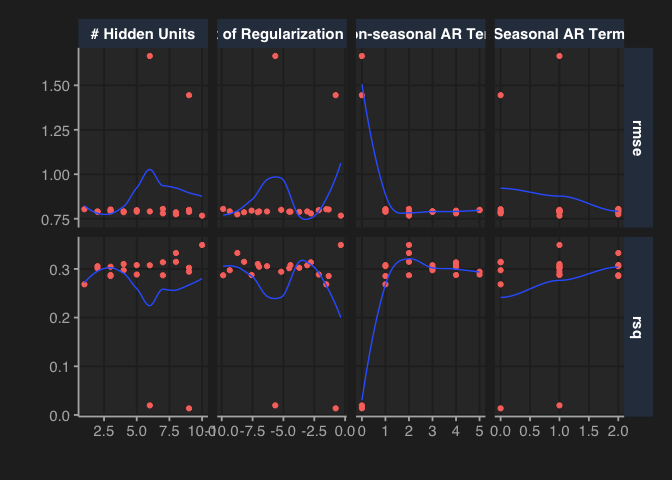 # Hidden Units
of Regularization
on-seasonal AR Ter
Seasonal AR Term
1.50
1.25
1.00
0.75
rmse
0.3
0.2
0.1
0.0
rsq
2.5 5.0 7.5 10.0
-10.0 -7.5 -5.0 -2.5 0.0
0 1 2 3 4 5
0.0 0.5 1.0 1.5 2.0